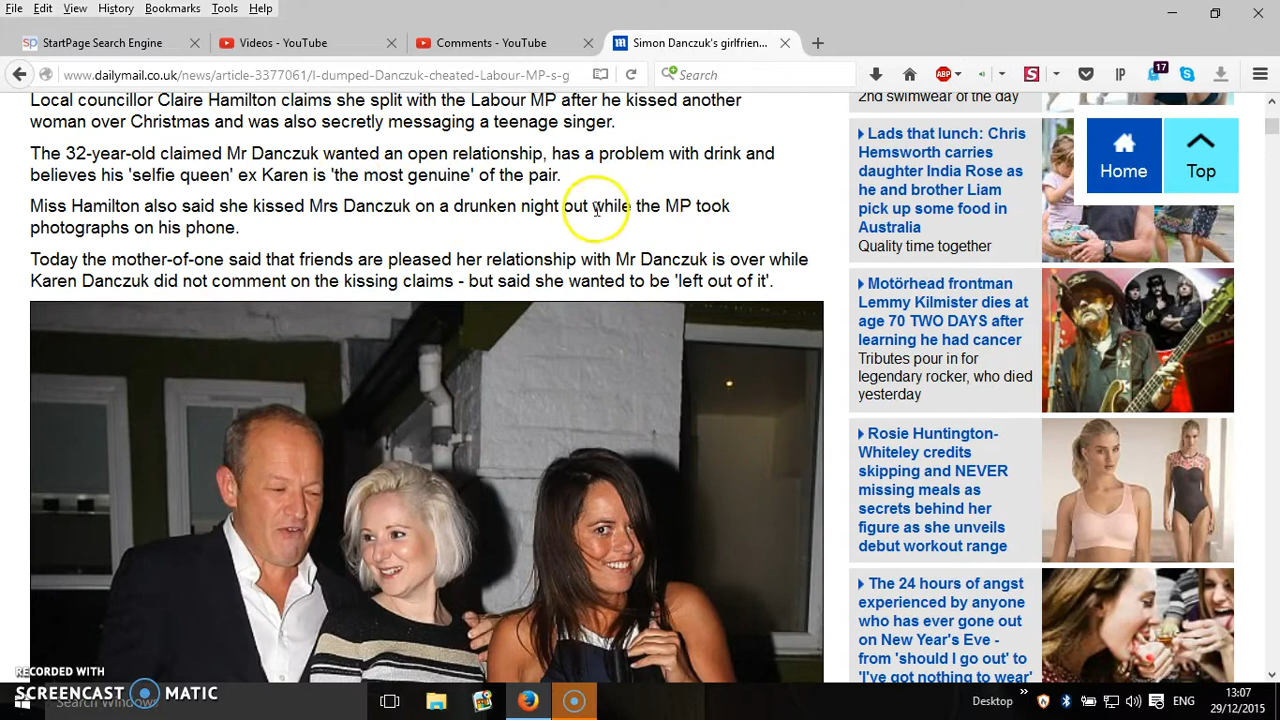 File Edit View History Bookmarks Tools Help
StartPage Search Engine
Videos - YouTube
Comments - YouTube
Simon Danczuk's girlfrien...
www.dailymail.co.uk/news/article-3377061/I-dumped-Danczuk-cheated-Labour-MP-s-g
Search
ABP
17
S
IP
Local councillor Claire Hamilton claims she split with the Labour MP after he kissed another
woman over Christmas and was also secretly messaging a teenage singer.
The 32-year-old claimed Mr Danczuk wanted an open relationship, has a problem with drink and
believes his 'selfie queen' ex Karen is 'the most genuine' of the pair.
Miss Hamilton also said she kissed Mrs Danczuk on a drunken night out while the MP took
photographs on his phone.
Today the mother-of-one said that friends are pleased her relationship with Mr Danczuk is over while
Karen Danczuk did not comment on the kissing claims - but said she wanted to be 'left out of it'.
2nd swimwear of the day
Lads that lunch: Chris
Hemsworth carries
daughter India Rose as
he and brother Liam
pick up some food in
Australia
Quality time together
Home
Top
Motörhead frontman
Lemmy Kilmister dies at
age 70 TWO DAYS after
learning he had cancer
Tributes pour in for
legendary rocker, who died
yesterday
Rosie Huntington-
Whiteley credits
skipping and NEVER
missing meals as
secrets behind her
figure as she unveils
debut workout range
The 24 hours of angst
experienced by anyone
who has ever gone out
on New Year's Eve -
from 'should I go out' to
'I've got nothing to wear'
RECORDED WITH
SCREENCAST MATIC
Search Windows
Desktop
ENG
13:07
29/12/2015